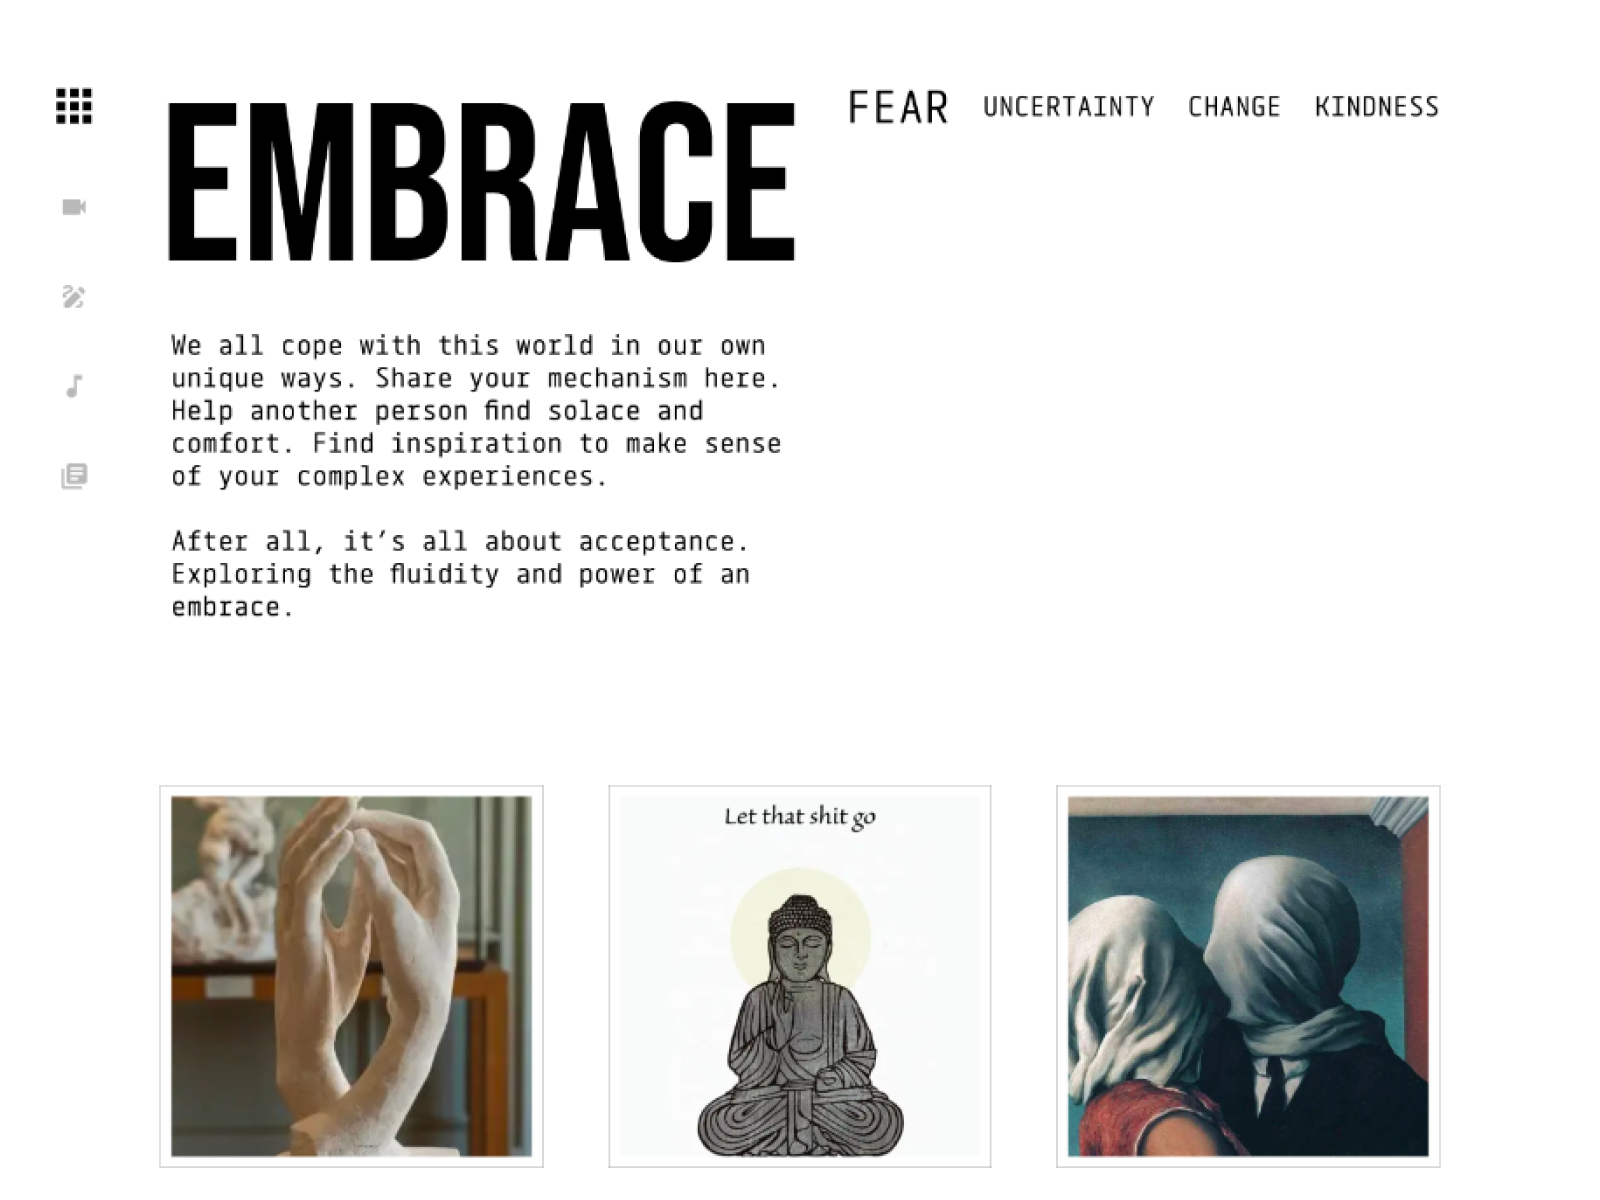 EMBRACE
FEAR UNCERTAINTY CHANGE KINDNESS
We all cope with this world in our own
unique ways. Share your mechanism here.
Help another person find solace and
comfort. Find inspiration to make sense
of your complex experiences.
After all, it’s all about acceptance.
Exploring the fluidity and power of an
embrace.
Let that shit go